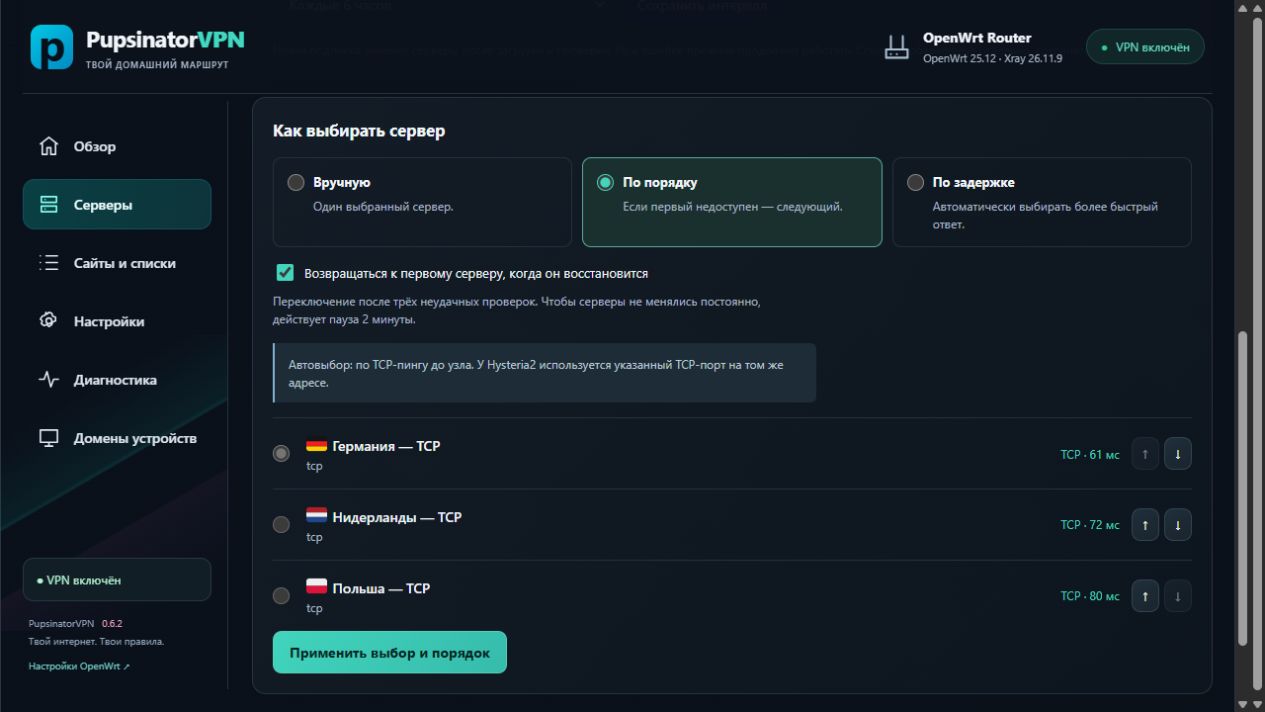 Каждые 6 часов
Сохранить интервал
PupsinatorVPN
ТВОЙ ДОМАШНИЙ МАРШРУТ
OpenWrt Router
OpenWrt 25.12 · Xray 26.11.9
● VPN включён
Обзор
Серверы
Сайты и списки
Настройки
Диагностика
Домены устройств
● VPN включён
PupsinatorVPN 0.6.2
Твой интернет. Твои правила.
Настройки OpenWrt ↗
Как выбирать сервер
Вручную
Один выбранный сервер.
По порядку
Если первый недоступен — следующий.
По задержке
Автоматически выбирать более быстрый
ответ.
Возвращаться к первому серверу, когда он восстановится
Переключение после трёх неудачных проверок. Чтобы серверы не менялись постоянно,
действует пауза 2 минуты.
Автовыбор: по TCP-пингу до узла. У Hysteria2 используется указанный TCP-порт на том же
адресе.
Германия — TCP
tcp
TCP · 61 мс
↑ ↓
Нидерланды — TCP
tcp
TCP · 72 мс
↑ ↓
Польша — TCP
tcp
TCP · 80 мс
↑ ↓
Применить выбор и порядок